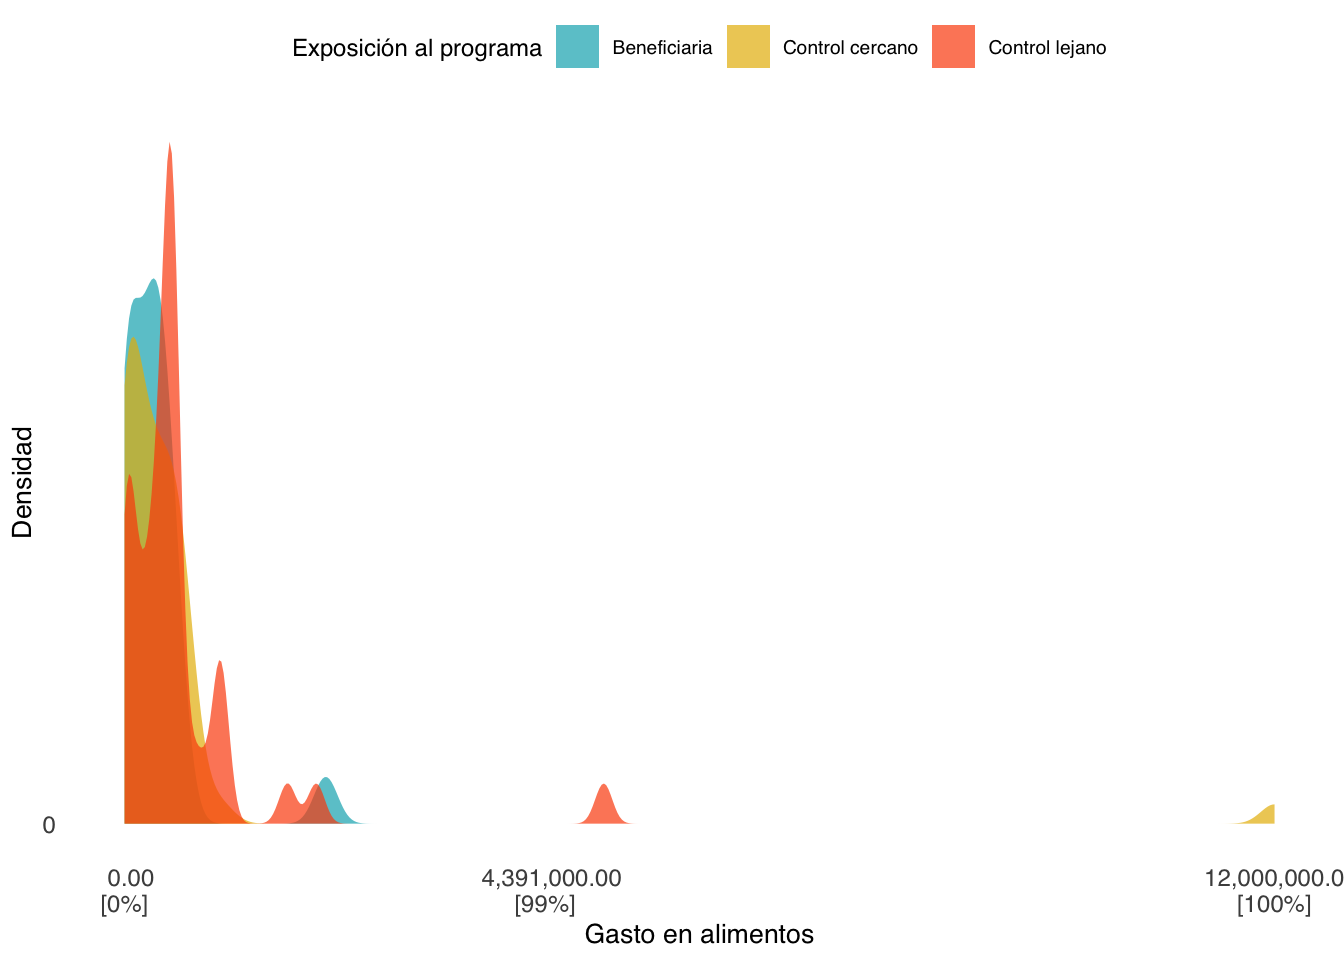 Exposición al programa Beneficiaria Control cercano Control lejano
Densidad
0
0.00 4,391,000.00 12,000,000.0
[0%] [99%] [100%]
Gasto en alimentos